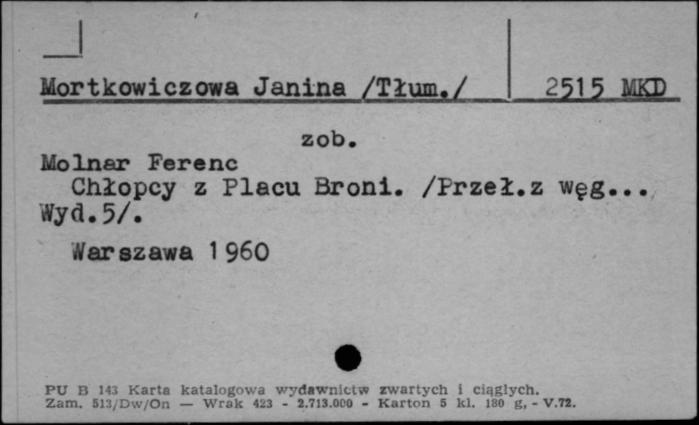 Mortkowiczowa Janina /Tłum./ 2515 MKD
zob.
Molnar Ferenc
Chłopcy z Placu Broni. /Przeł.z węg...,
Wyd.5/.
Warszawa 1960
PU B 143 Karta katalogowa wydawnictw zwartych i ciągłych.
Zam. 513/Dw/On — Wrak 423 - 2.713.000 - Karton 5 kl. 180 g, - V.72.